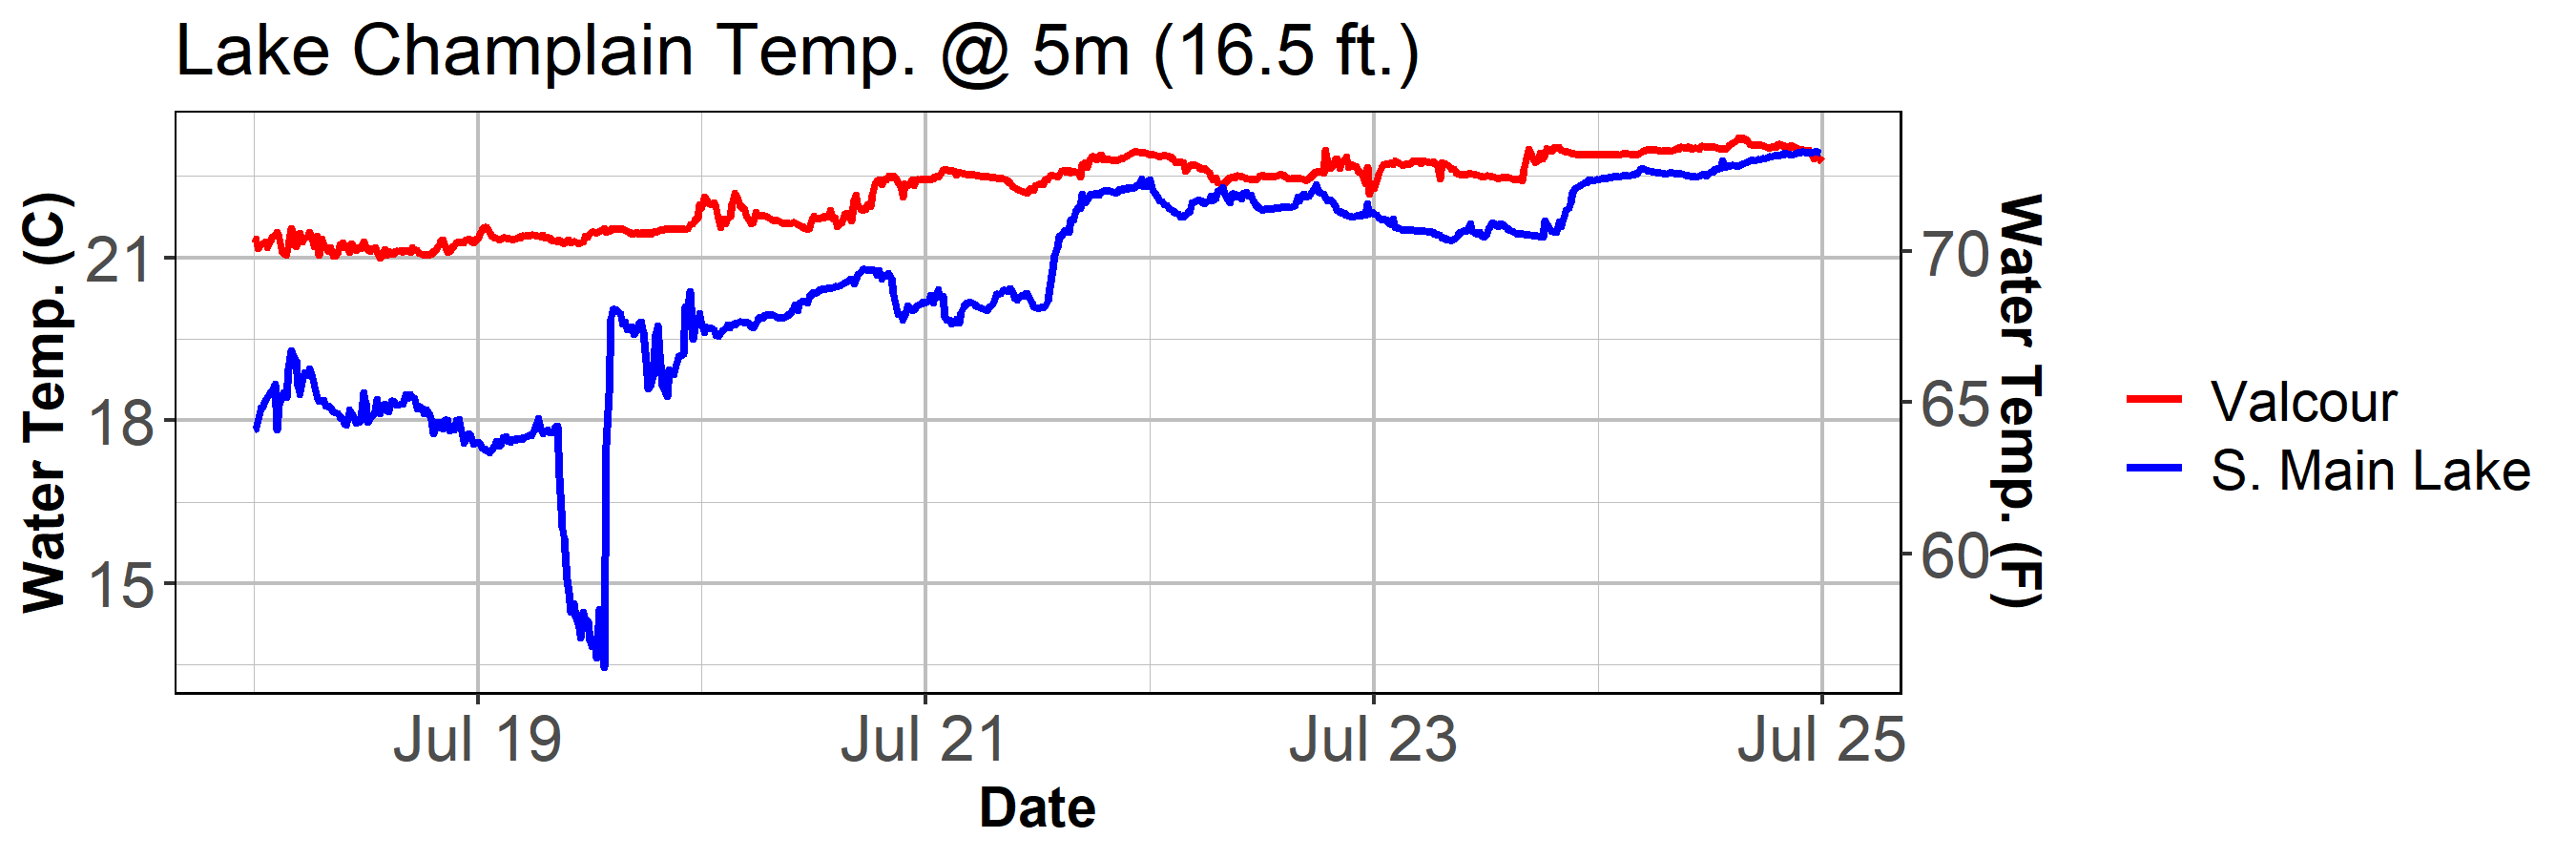 Lake Champlain Temp. @ 5m (16.5 ft.)
Water Temp. (C)
21
18
15
70
65
60
Water Temp. (F)
Jul 19
Jul 21
Jul 23
Jul 25
Date
Valcour
S. Main Lake